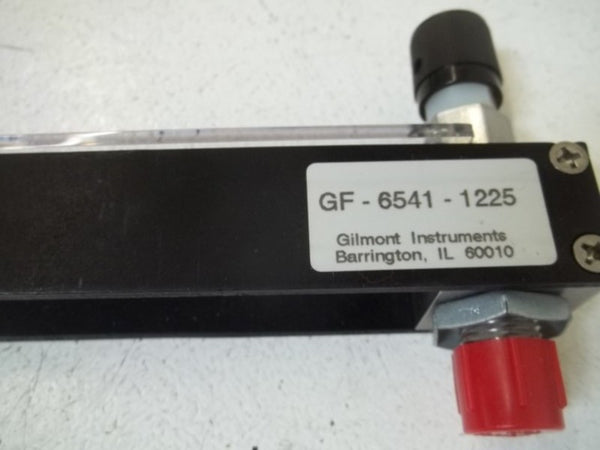 GF - 6541 - 1225
Gilmont Instruments
Barrington, IL 60010